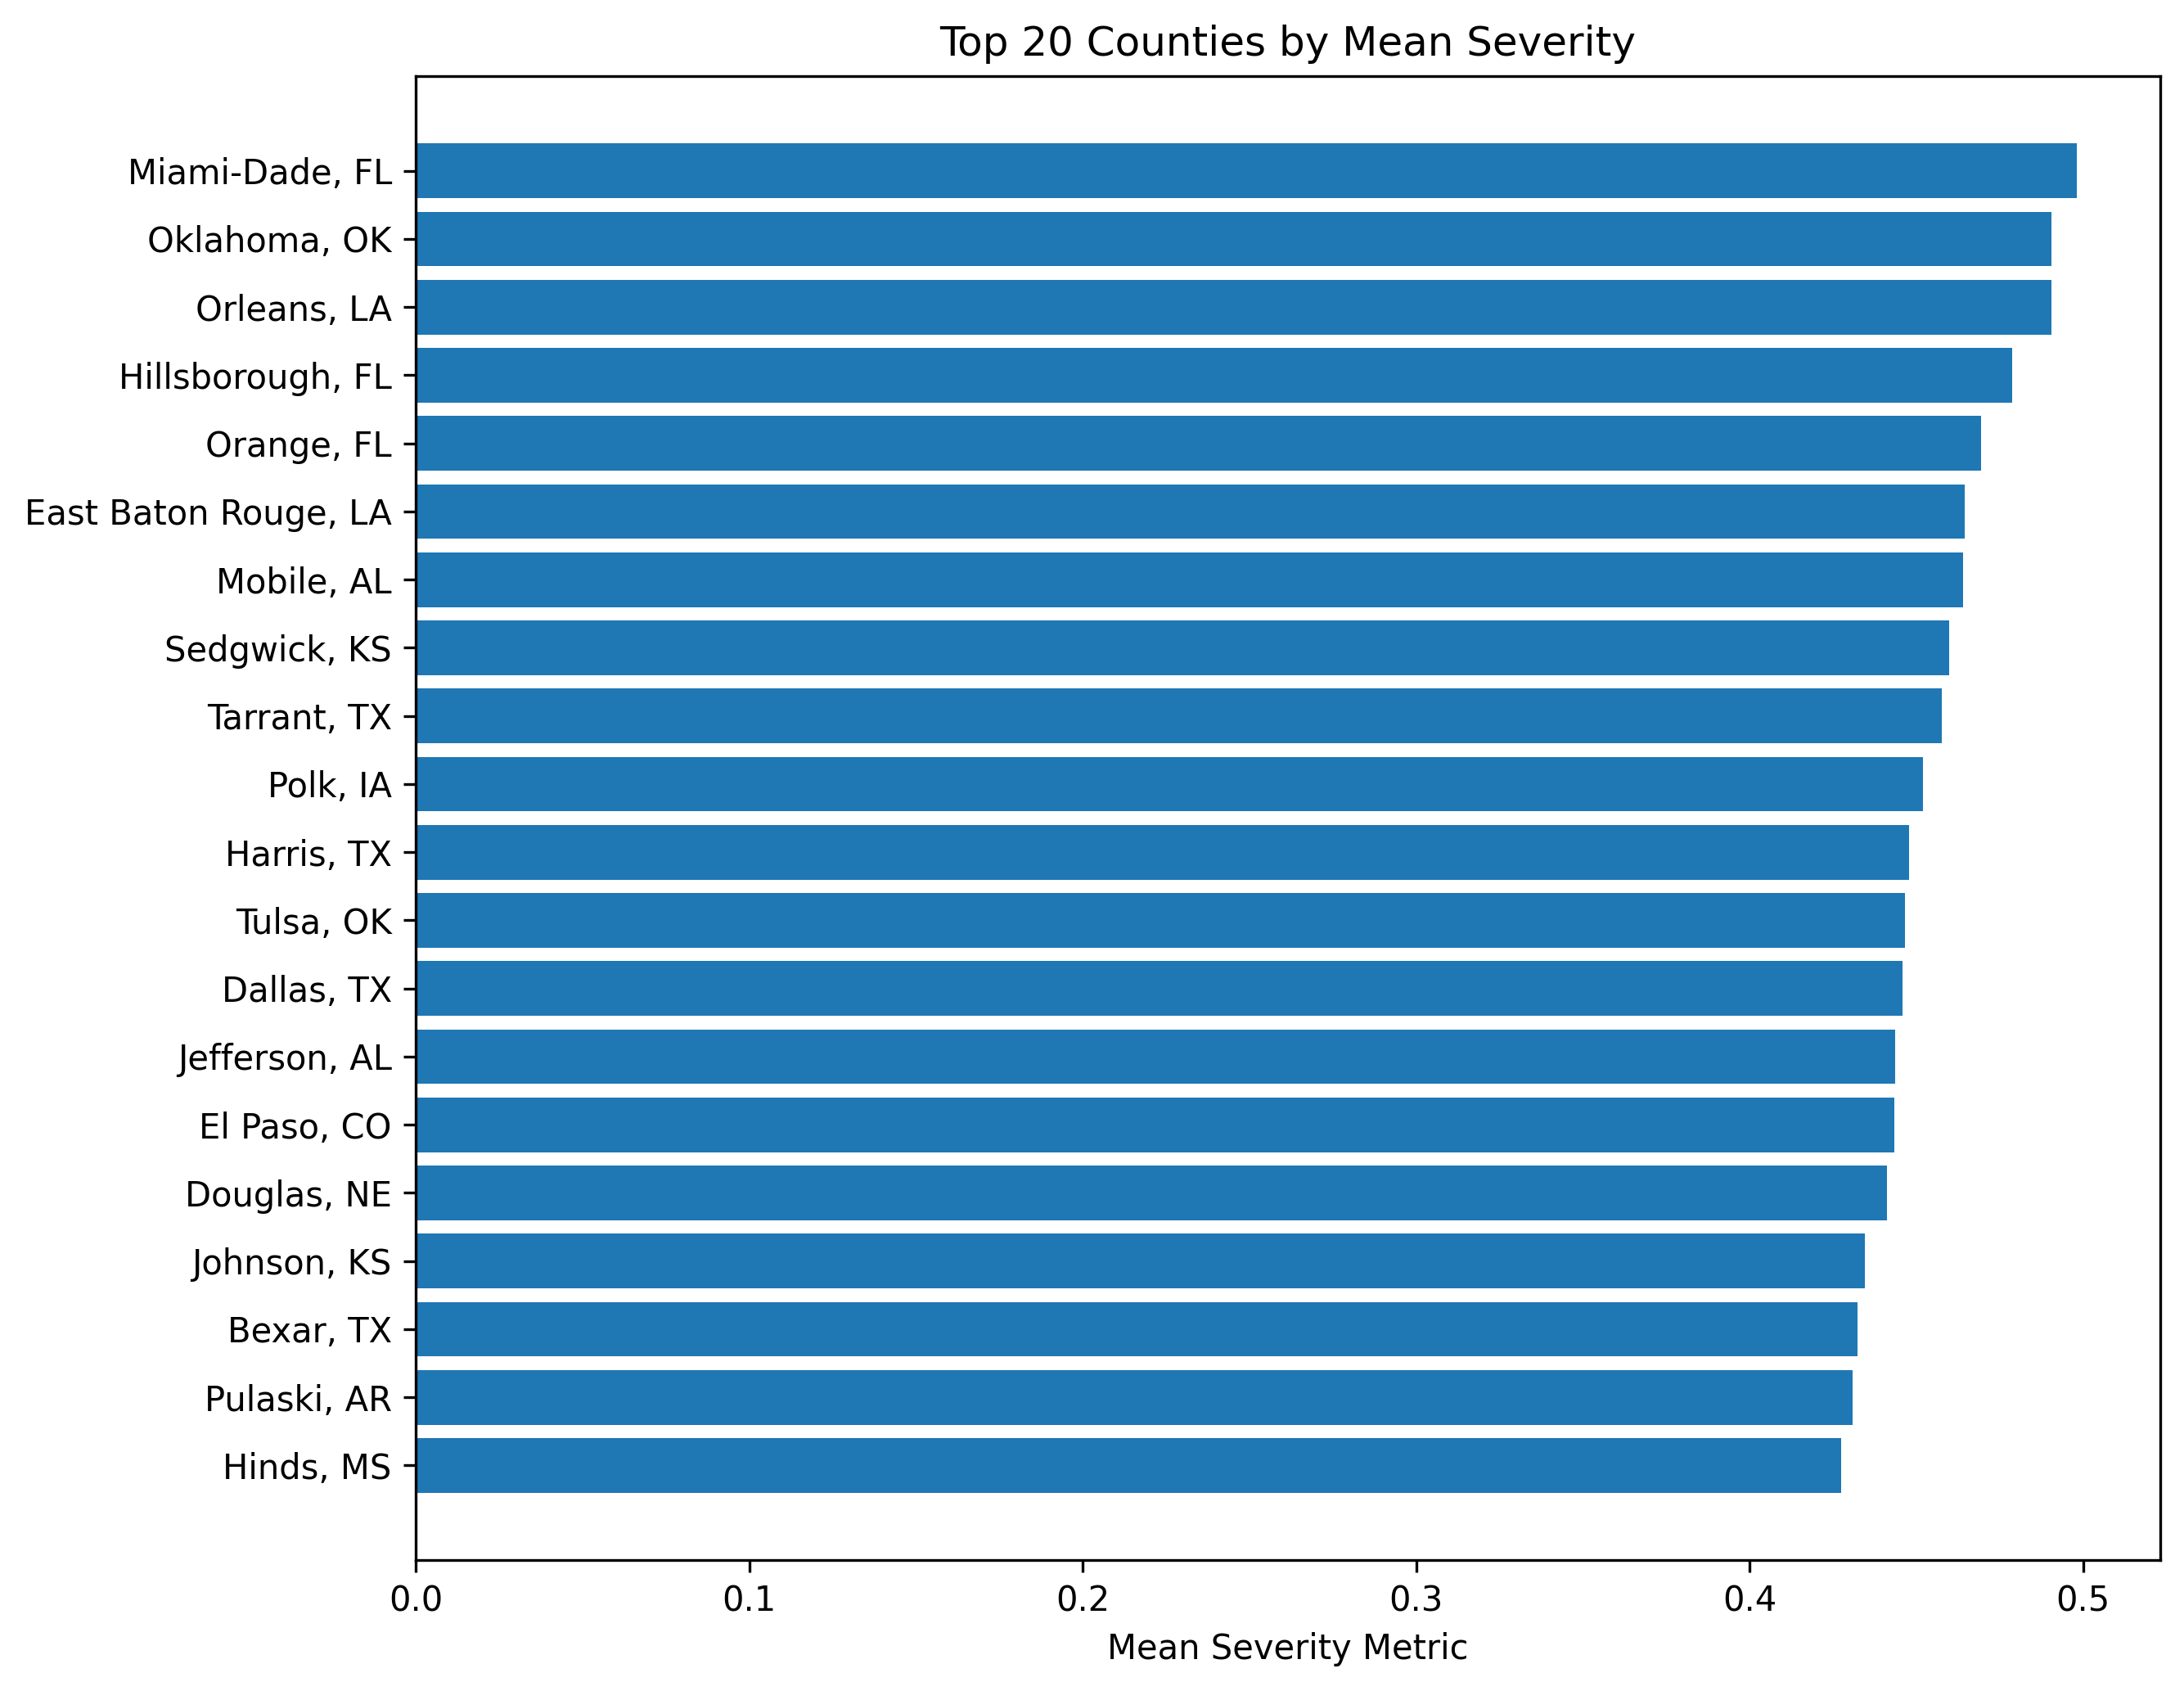 Top 20 Counties by Mean Severity
Miami-Dade, FL
Oklahoma, OK
Orleans, LA
Hillsborough, FL
Orange, FL
East Baton Rouge, LA
Mobile, AL
Sedgwick, KS
Tarrant, TX
Polk, IA
Harris, TX
Tulsa, OK
Dallas, TX
Jefferson, AL
El Paso, CO
Douglas, NE
Johnson, KS
Bexar, TX
Pulaski, AR
Hinds, MS
0.0 0.1 0.2 0.3 0.4 0.5
Mean Severity Metric